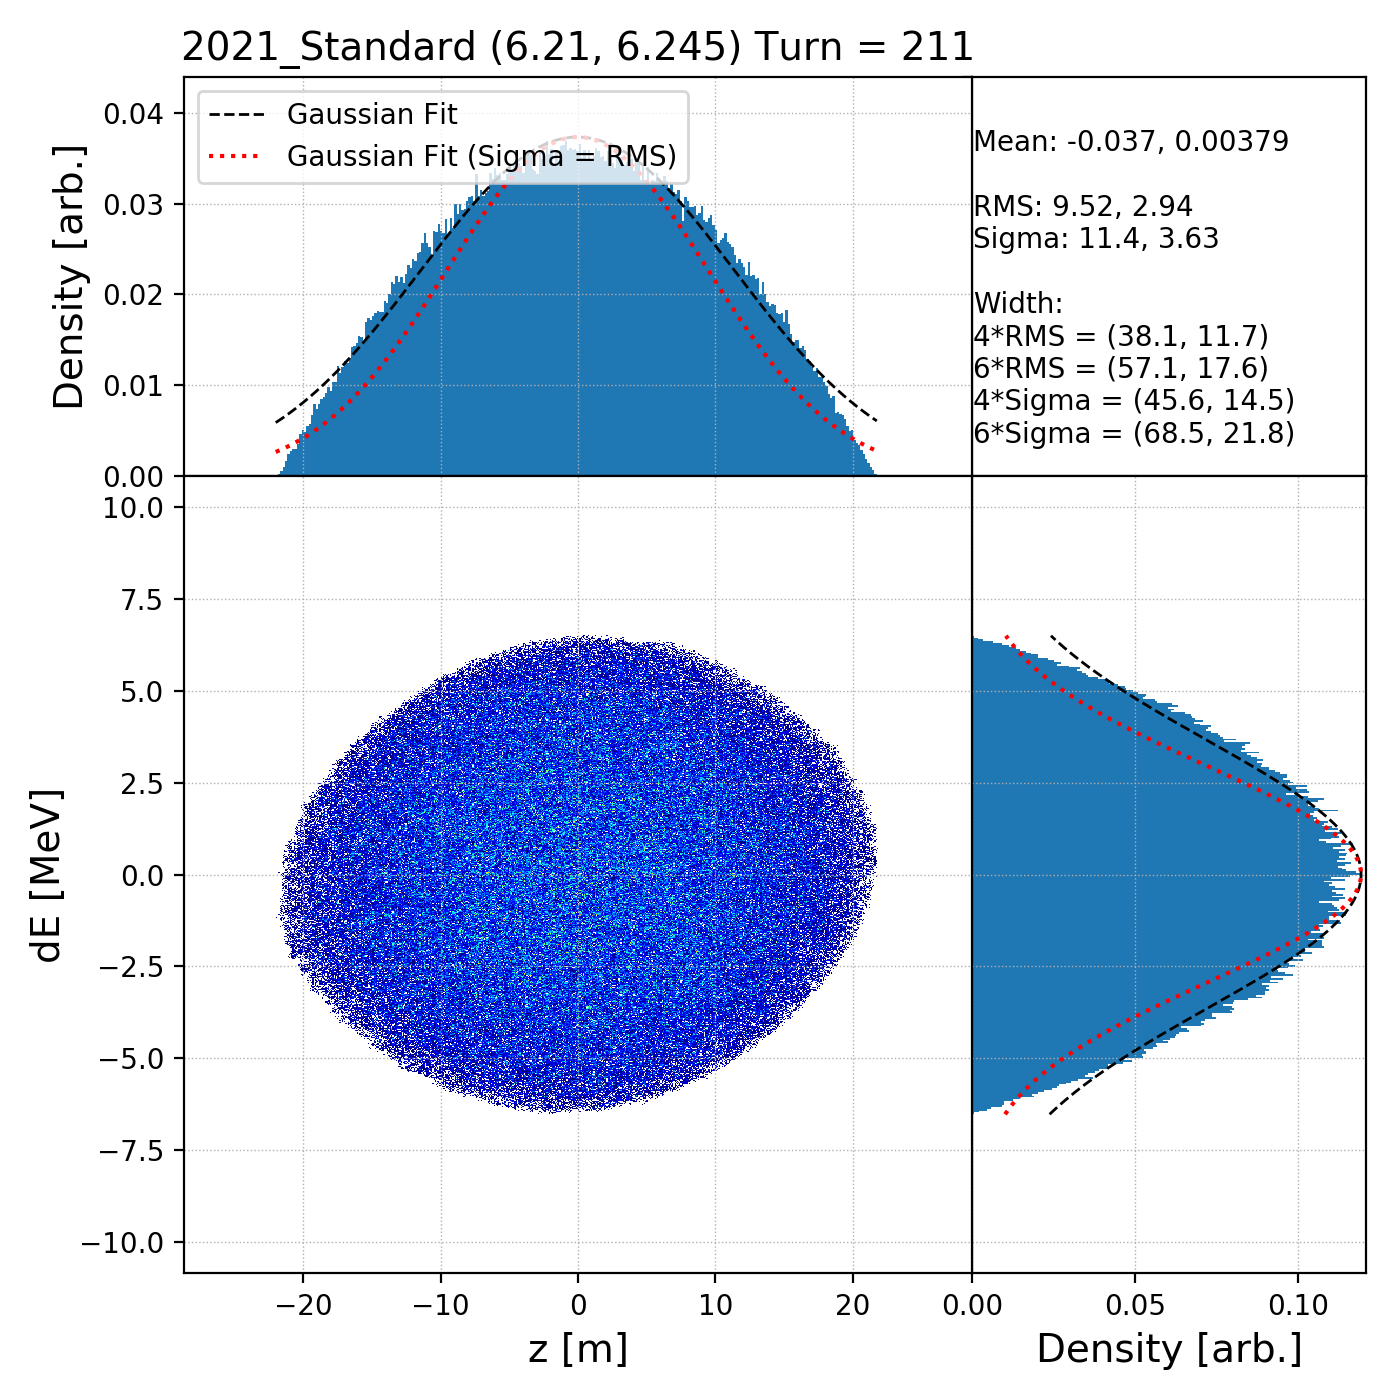 2021_Standard (6.21, 6.245) Turn = 211
Gaussian Fit
Gaussian Fit (Sigma = RMS)
Density [arb.]
0.04
0.03
0.02
0.01
0.00
Mean: -0.037, 0.00379
RMS: 9.52, 2.94
Sigma: 11.4, 3.63
Width:
4*RMS = (38.1, 11.7)
6*RMS = (57.1, 17.6)
4*Sigma = (45.6, 14.5)
6*Sigma = (68.5, 21.8)
dE [MeV]
10.0
7.5
5.0
2.5
0.0
−2.5
−5.0
−7.5
−10.0
−20 −10 0 10 20
z [m]
0.00 0.05 0.10
Density [arb.]